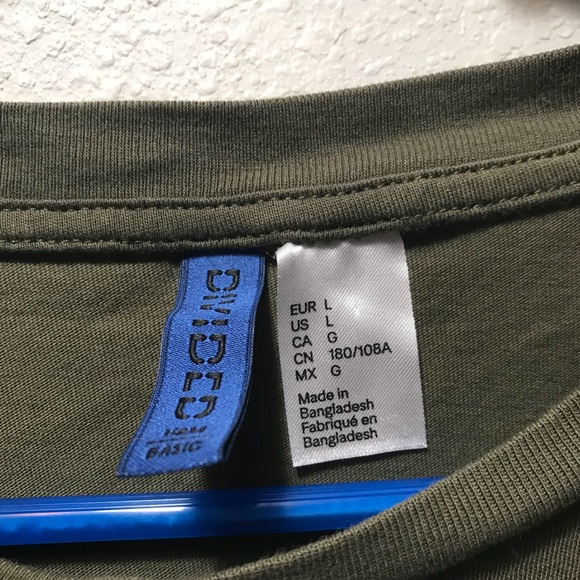 DIVIDED
BASIC
EUR L
US L
CA G
CN 180/108A
MX G
Made in
Bangladesh
Fabriqué en
Bangladesh